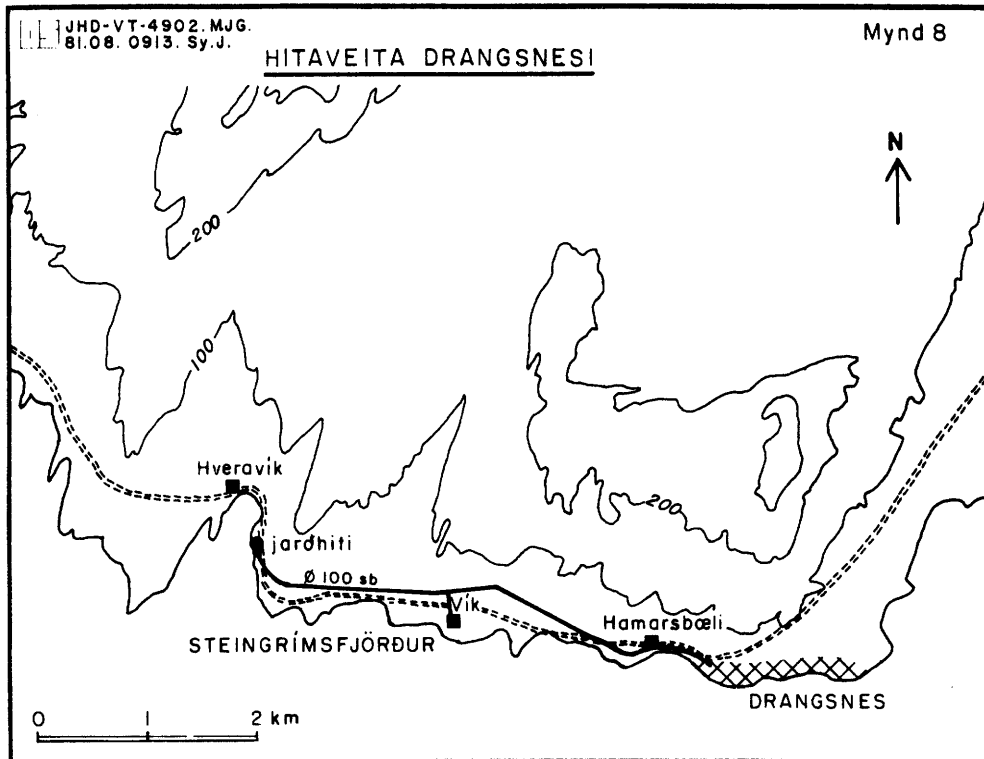 JHD-VT-4902.MJG.
81.08. 0913. Sy.J.
Mynd 8
HITAVEITA DRANGSNESI
N
200
100
Hveravík
jarðhiti
200
Ø 100 sb
Vík
Hamarsbœli
STEINGRÍMSFJÖRÐUR
DRANGSNES
0 1 2 km